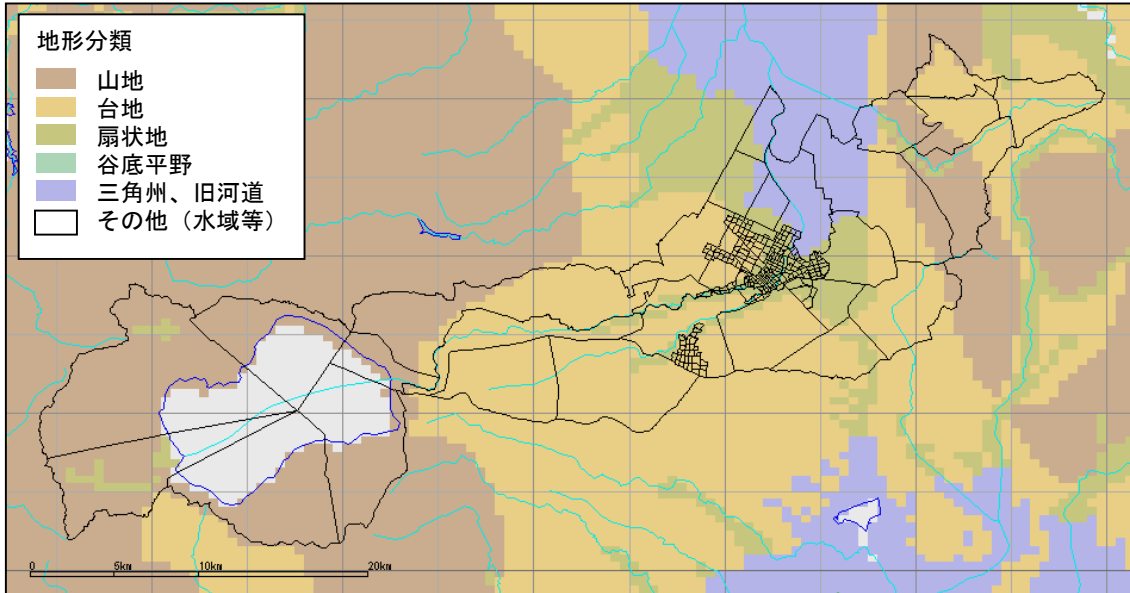 地形分類
山地
台地
扇状地
谷底平野
三角州、旧河道
その他（水域等）
0 5km 10km 20km